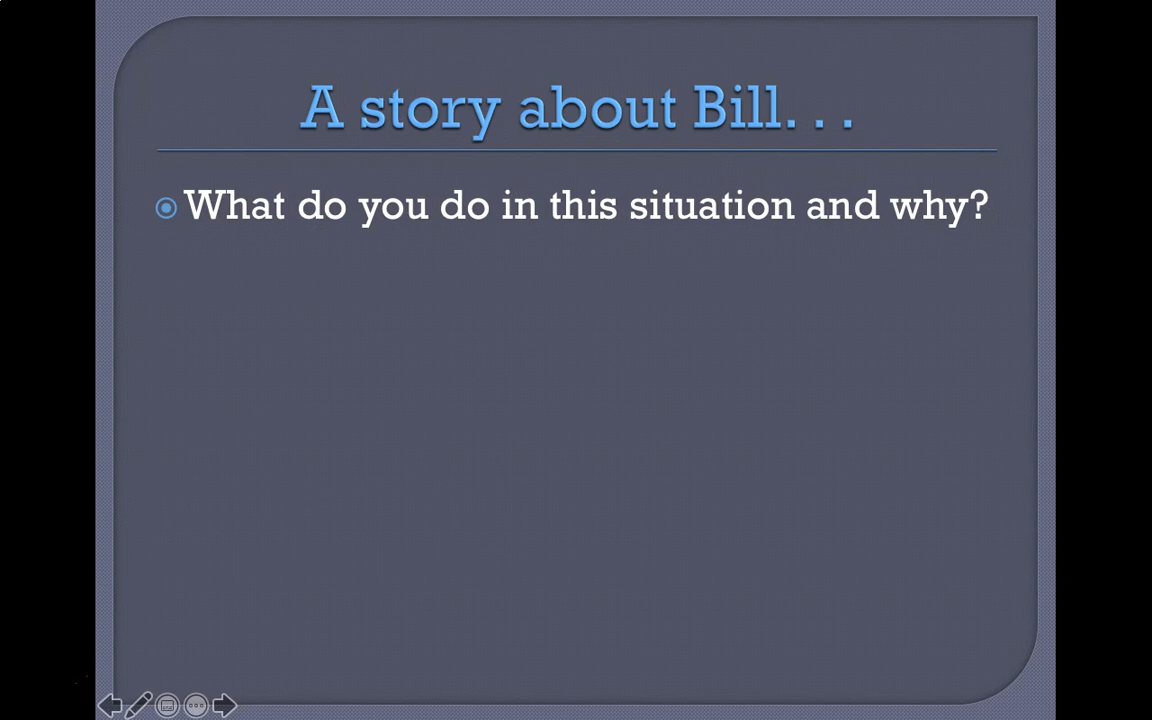 A story about Bill. . .
What do you do in this situation and why?